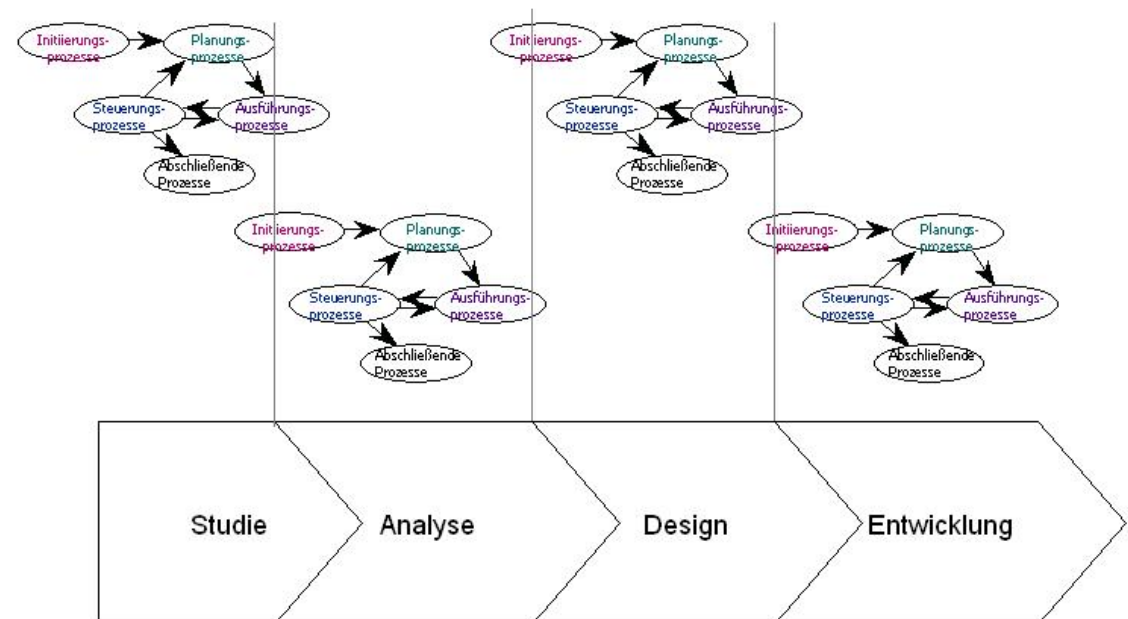 Initiierungs-
prozesse
Planungs-
prozesse
Steuerungs-
prozesse
Ausführungs-
prozesse
Abschließende
Prozesse
Initiierungs-
prozesse
Planungs-
prozesse
Steuerungs-
prozesse
Ausführungs-
prozesse
Abschließende
Prozesse
Initiierungs-
prozesse
Planungs-
prozesse
Steuerungs-
prozesse
Ausführungs-
prozesse
Abschließende
Prozesse
Initiierungs-
prozesse
Planungs-
prozesse
Steuerungs-
prozesse
Ausführungs-
prozesse
Abschließende
Prozesse
Studie
Analyse
Design
Entwicklung